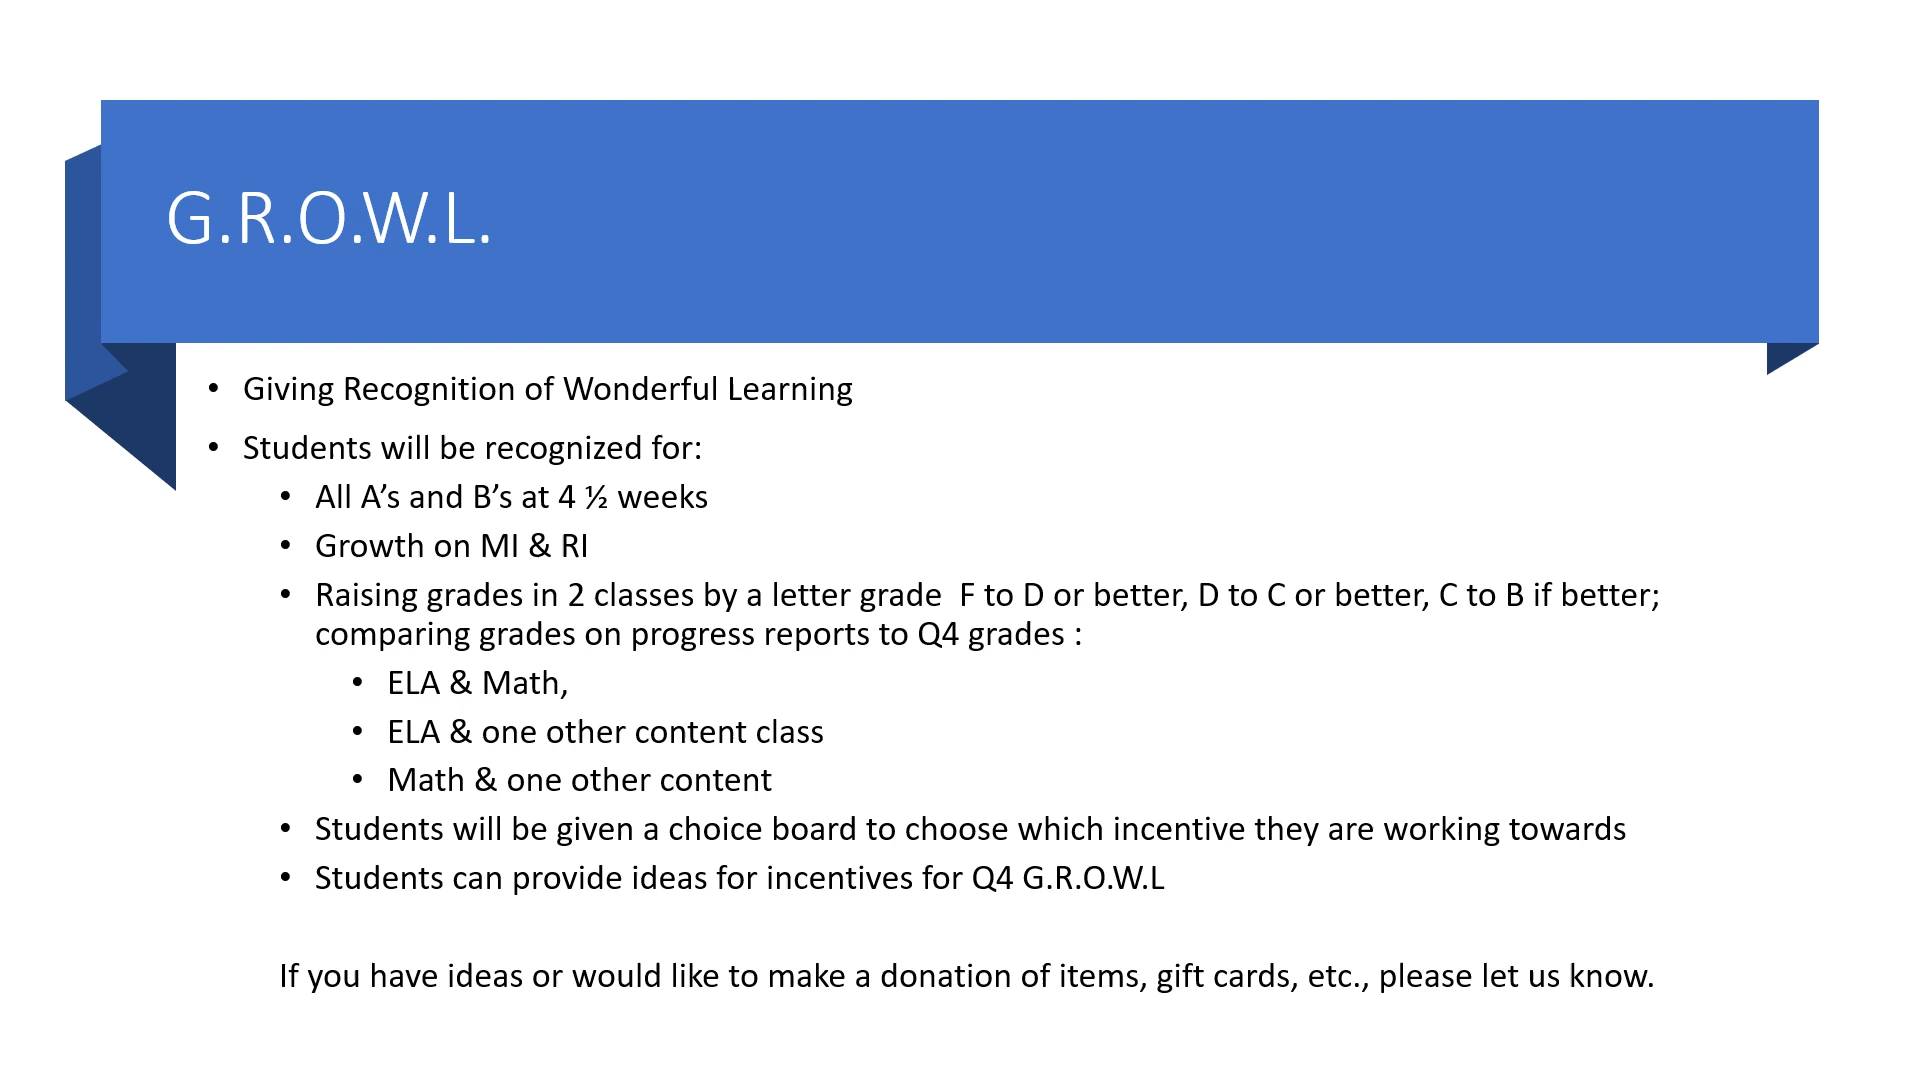 G.R.O.W.L.
• Giving Recognition of Wonderful Learning
• Students will be recognized for:
• All A’s and B’s at 4 ½ weeks
• Growth on MI & RI
• Raising grades in 2 classes by a letter grade  F to D or better, D to C or better, C to B if better;
comparing grades on progress reports to Q4 grades :
• ELA & Math,
• ELA & one other content class
• Math & one other content
• Students will be given a choice board to choose which incentive they are working towards
• Students can provide ideas for incentives for Q4 G.R.O.W.L
If you have ideas or would like to make a donation of items, gift cards, etc., please let us know.